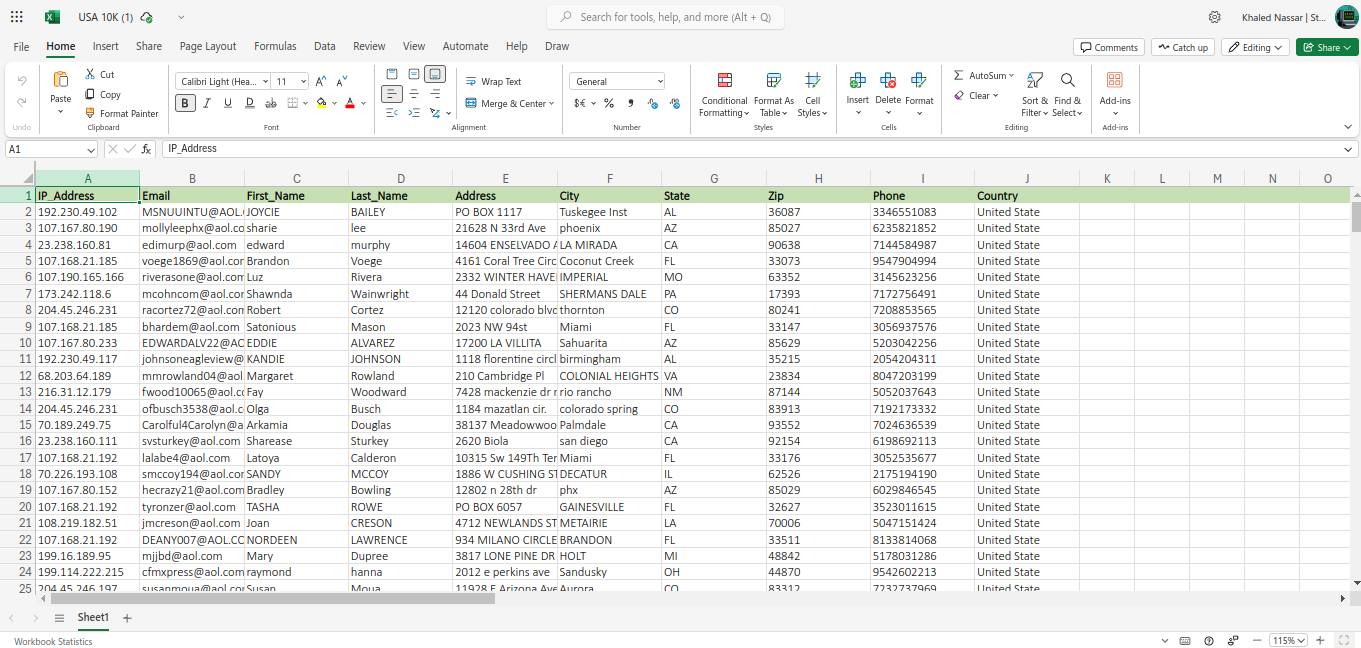 USA 10K (1)
Search for tools, help, and more (Alt + Q)
Khaled Nassar | St...
File Home Insert Share Page Layout Formulas Data Review View Automate Help Draw
Comments Catch up Editing Share
Paste Cut Copy Format Painter
Calibri Light (Hea... 11
B I U D ab A
Wrap Text
Merge & Center
General
$€ % 9
Conditional Formatting Format As Table Cell Styles
Insert Delete Format
AutoSum Clear Sort & Filter Find & Select
Add-ins
Undo Clipboard Font Alignment Number Styles Cells Editing Add-ins
A1 fx IP_Address
A B C D E F G H I J K L M N O
1 IP_Address Email First_Name Last_Name Address City State Zip Phone Country
2 192.230.49.102 MSNUUINTU@AOL. JOYCIE BAILEY PO BOX 1117 Tuskegee Inst AL 36087 3346551083 United State
3 107.167.80.190 mollyleephx@aol.co sharie lee 21628 N 33rd Ave phoenix AZ 85027 6235821852 United State
4 23.238.160.81 edimurp@aol.com edward murphy 14604 ENSELVADO A LA MIRADA CA 90638 7144584987 United State
5 107.168.21.185 voege1869@aol.com Brandon Voege 4161 Coral Tree Circ Coconut Creek FL 33073 9547904994 United State
6 107.190.165.166 riverasone@aol.com Luz Rivera 2332 WINTER HAVE IMPERIAL MO 63352 3145623256 United State
7 173.242.118.6 mcohncom@aol.com Shawnda Wainwright 44 Donald Street SHERMANS DALE PA 17393 7172756491 United State
8 204.45.246.231 racortez72@aol.com Robert Cortez 12120 colorado blvd thornton CO 80241 7208853565 United State
9 107.168.21.185 bhardem@aol.com Satonious Mason 2023 NW 94st Miami FL 33147 3056937576 United State
10 107.167.80.233 EDWARDALV22@AO EDDIE ALVAREZ 17200 LA VILLITA Sahuarita AZ 85629 5203042256 United State
11 192.230.49.117 johnsoneagleview@ KANDIE JOHNSON 1118 florentine circl birmingham AL 35215 2054204311 United State
12 68.203.64.189 mmrowland04@aol Margaret Rowland 210 Cambridge Pl COLONIAL HEIGHTS VA 23834 8047203199 United State
13 216.31.12.179 fwood10065@aol.co Fay Woodward 7428 mackenzie dr r rio rancho NM 87144 5052037643 United State
14 204.45.246.231 ofbusch3538@aol.c Olga Busch 1184 mazatlan cir. colorado spring CO 83913 7192173332 United State
15 70.189.249.75 Carolful4Carolyn@a Arkamia Douglas 38137 Meadowwoo Palmdale CA 93552 7024636539 United State
16 23.238.160.111 svsturkey@aol.com Sharease Sturkey 2620 Biola san diego CA 92154 6198692113 United State
17 107.168.21.192 lalabe4@aol.com Latoya Calderon 10315 Sw 149Th Ter Miami FL 33176 3052535677 United State
18 70.226.193.108 smccoy194@aol.com SANDY MCCOY 1886 W CUSHING ST DECATUR IL 62526 2175194190 United State
19 107.167.80.152 hecrazy21@aol.com Bradley Bowling 12802 n 28th dr phx AZ 85029 6029846545 United State
20 107.168.21.192 tyronzer@aol.com TASHA ROWE PO BOX 6057 GAINESVILLE FL 32627 3523011615 United State
21 108.219.182.51 jmcreson@aol.com Joan CRESON 4712 NEWLANDS ST METAIRIE LA 70006 5047151424 United State
22 107.168.21.192 DEANY007@AOL.CO NORDEEN LAWRENCE 934 MILANO CIRCLE BRANDON FL 33511 8133814068 United State
23 199.16.189.95 mjjbd@aol.com Mary Dupree 3817 LONE PINE DR HOLT MI 48842 5178031286 United State
24 199.114.222.215 cfmxpress@aol.com raymond hanna 2012 e perkins ave Sandusky OH 44870 9542602213 United State
25 204.45.246.197 susanmoua@aol.com Susan Moua 11928 E Arizona Ave Aurora CO 83312 7232737969 United State
Sheet1
Workbook Statistics 115%